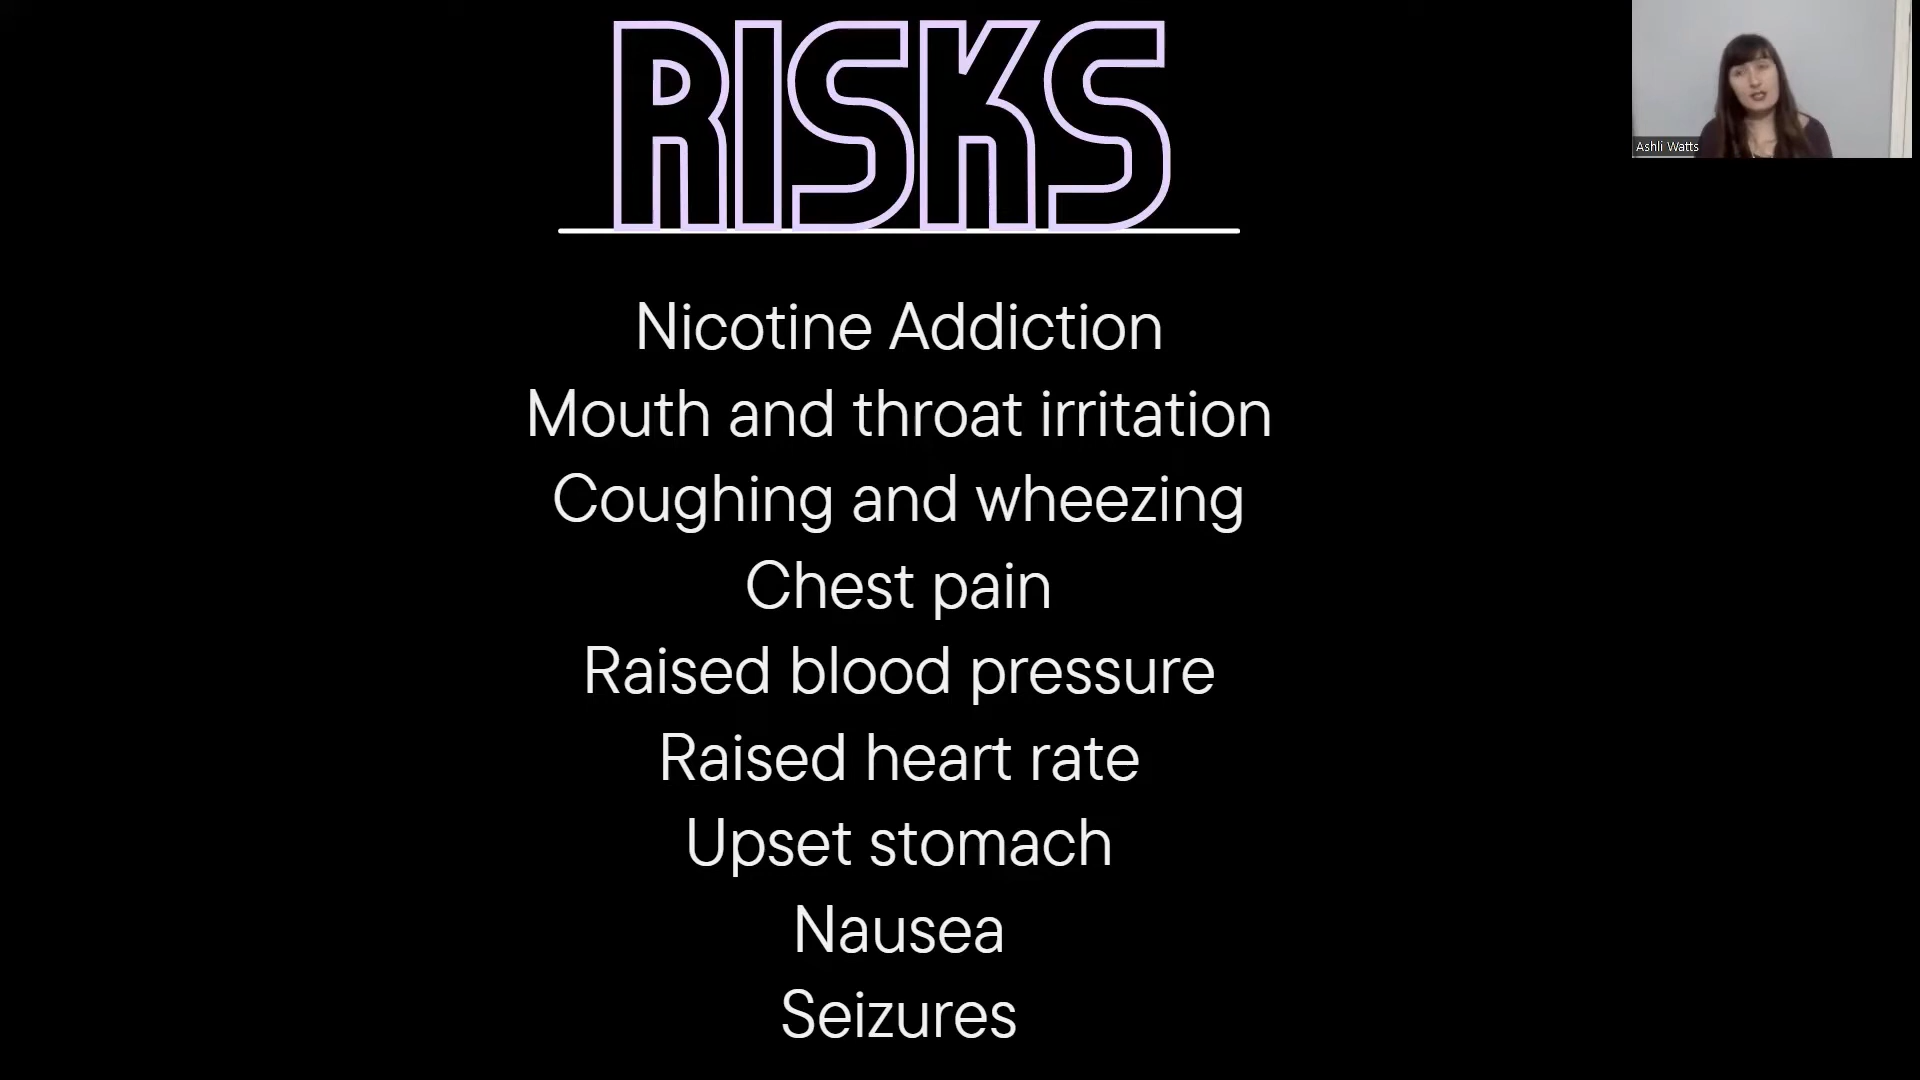 RISKS
Ashli Watts
Nicotine Addiction
Mouth and throat irritation
Coughing and wheezing
Chest pain
Raised blood pressure
Raised heart rate
Upset stomach
Nausea
Seizures